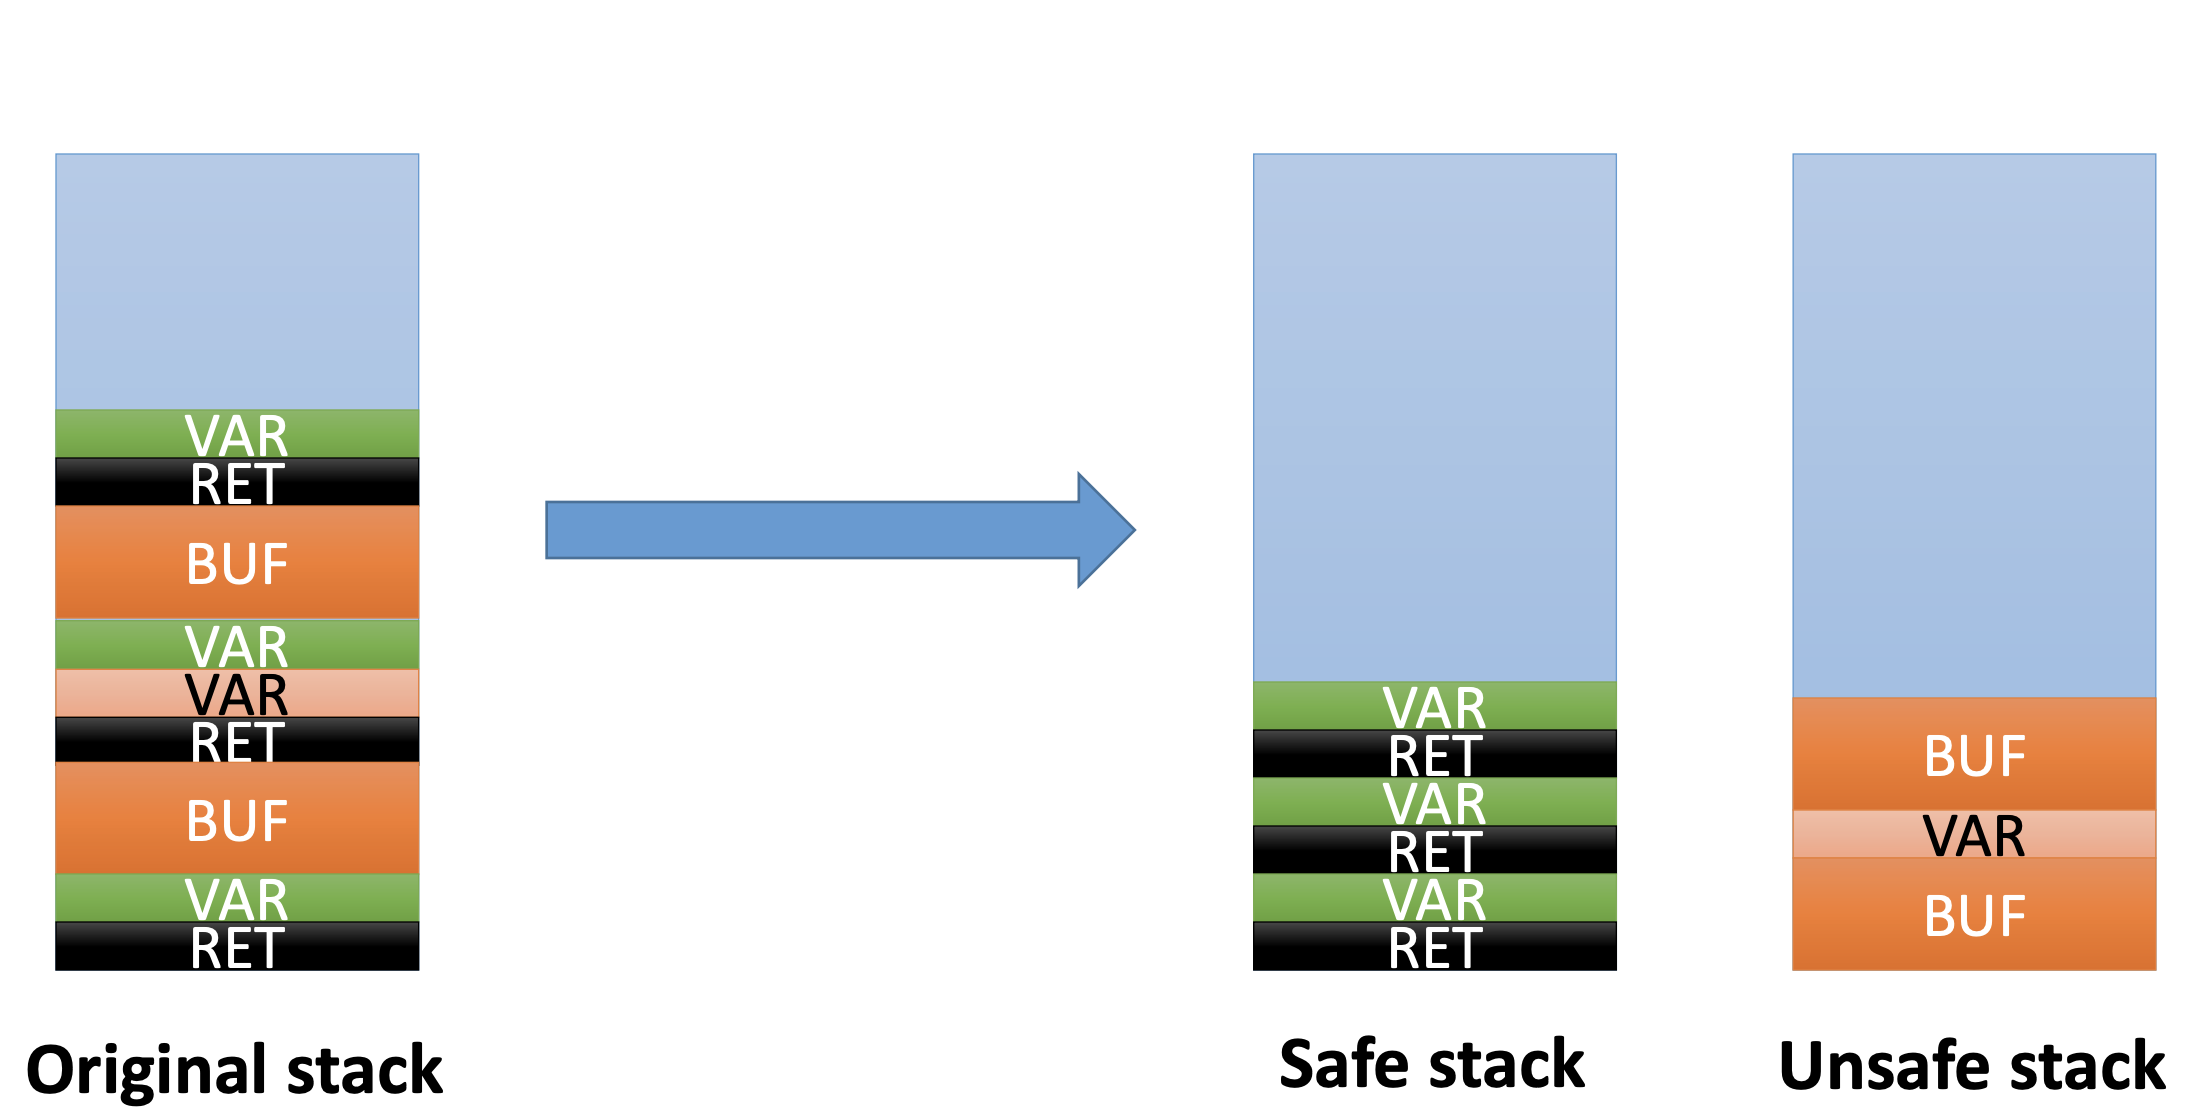 VAR
RET
BUF
VAR
VAR
RET
BUF
VAR
RET
Original stack
VAR
RET
VAR
RET
VAR
RET
Safe stack
BUF
VAR
BUF
Unsafe stack